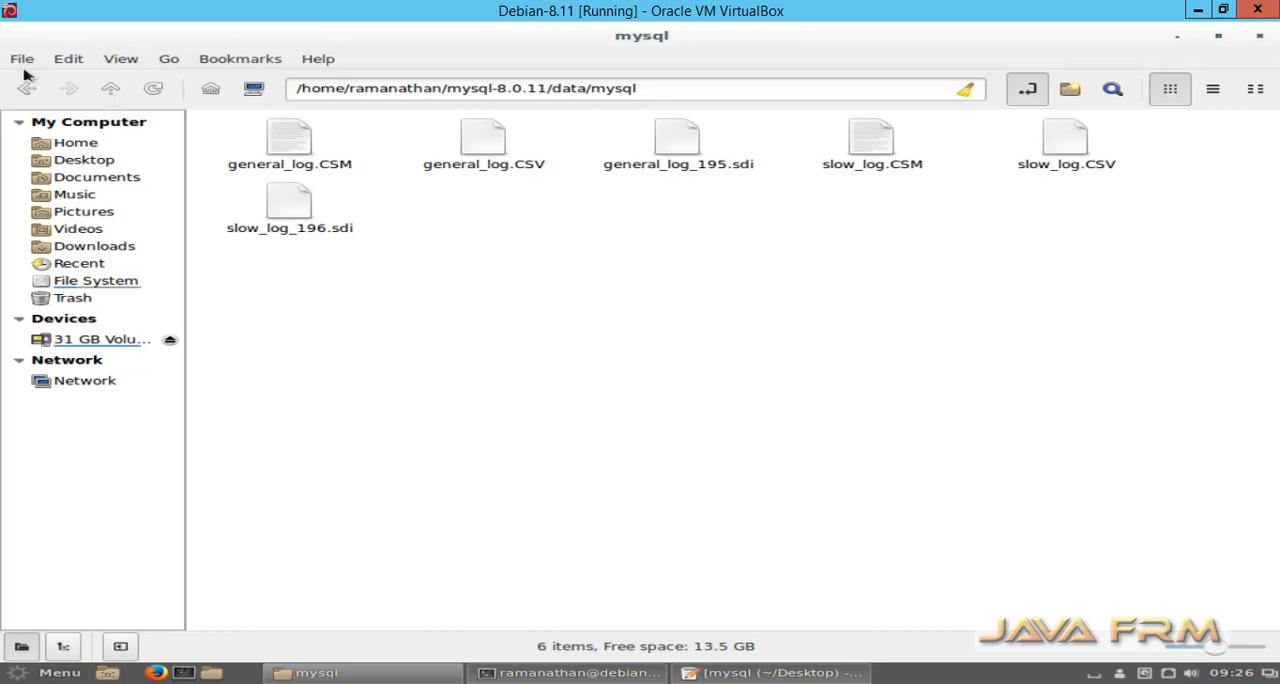 Debian-8.11 [Running] - Oracle VM VirtualBox
mysql
File Edit View Go Bookmarks Help
/home/ramanathan/mysql-8.0.11/data/mysql
My Computer
Home
Desktop
Documents
Music
Pictures
Videos
Downloads
Recent
File System
Trash
Devices
31 GB Volu...
Network
Network
general_log.CSM general_log.CSV general_log_195.sdi slow_log.CSM slow_log.CSV
slow_log_196.sdi
6 items, Free space: 13.5 GB
JAVA FRM
Menu mysql ramanathan@debian... [mysql (~/Desktop) -... 09:26